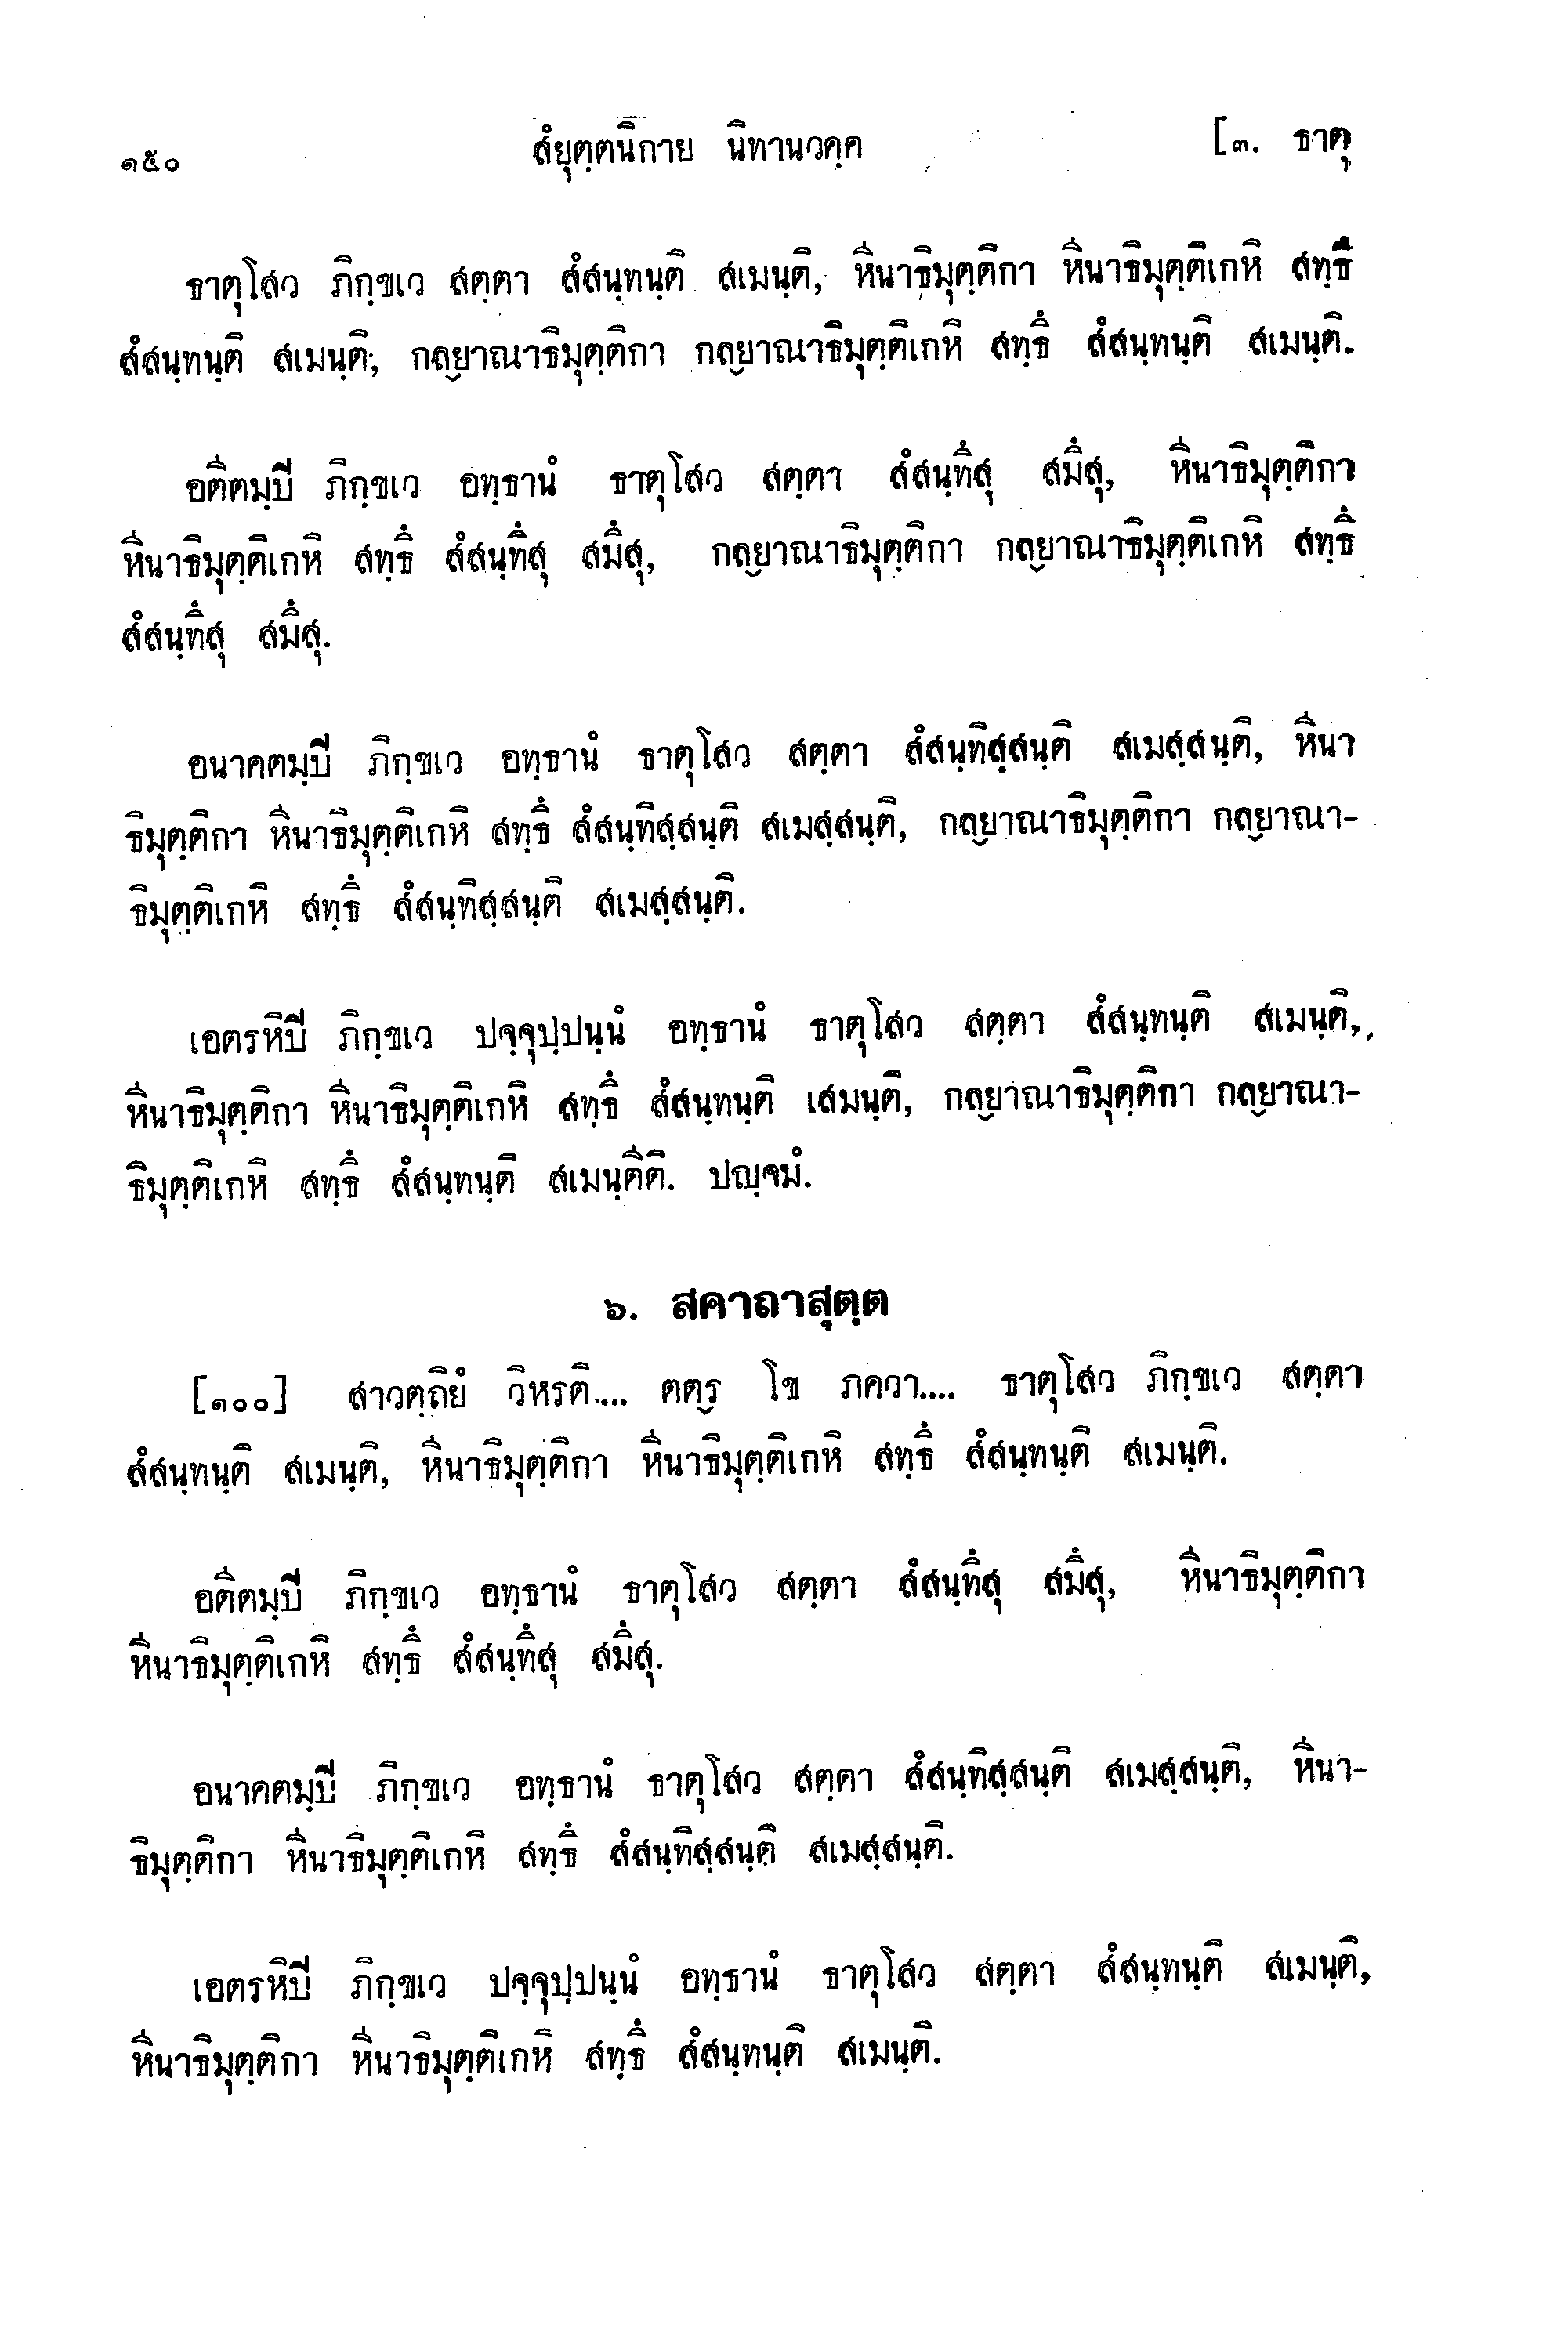 ๑๕๐ สํยุตฺตนิกาย นิทานวคฺค [๓. ธาตุ
ธาตุโสว ภิกฺขเว สตฺตา สํสนฺทนฺติ สเมนฺติ, หีนาธิมุตฺติกา หีนาธิมุตฺติเกหิ สทฺธึ
สํสนฺทนฺติ สเมนฺติ; กลฺยาณาธิมุตฺติกา กลฺยาณาธิมุตฺติเกหิ สทฺธึ สํสนฺทนฺติ สเมนฺติ.
อตีตมฺปิ ภิกฺขเว อทฺธานํ ธาตุโสว สตฺตา สํสนฺทึสุ สมึสุ, หีนาธิมุตฺติกา
หีนาธิมุตฺติเกหิ สทฺธึ สํสนฺทึสุ สมึสุ, กลฺยาณาธิมุตฺติกา กลฺยาณาธิมุตฺติเกหิ สทฺธึ
สํสนฺทึสุ สมึสุ.
อนาคตมฺปิ ภิกฺขเว อทฺธานํ ธาตุโสว สตฺตา สํสนฺทิสฺสนฺติ สเมสฺสนฺติ, หีนา
ธิมุตฺติกา หีนาธิมุตฺติเกหิ สทฺธึ สํสนฺทิสฺสนฺติ สเมสฺสนฺติ, กลฺยาณาธิมุตฺติกา กลฺยาณา-
ธิมุตฺติเกหิ สทฺธึ สํสนฺทิสฺสนฺติ สเมสฺสนฺติ.
เอตรหิปิ ภิกฺขเว ปจฺจุปฺปนฺนํ อทฺธานํ ธาตุโสว สตฺตา สํสนฺทนฺติ สเมนฺติ,
หีนาธิมุตฺติกา หีนาธิมุตฺติเกหิ สทฺธึ สํสนฺทนฺติ เสมนฺติ, กลฺยาณาธิมุตฺติกา กลฺยาณา-
ธิมุตฺติเกหิ สทฺธึ สํสนฺทนฺติ สเมนฺตีติ. ปญฺจมํ.
๖. สคาถาสุตฺต
[๑๐๐] สาวตฺถิยํ วิหรติ.... ตตฺร โข ภควา.... ธาตุโสว ภิกฺขเว สตฺตา
สํสนฺทนฺติ สเมนฺติ, หีนาธิมุตฺติกา หีนาธิมุตฺติเกหิ สทฺธึ สํสนฺทนฺติ สเมนฺติ.
อตีตมฺปิ ภิกฺขเว อทฺธานํ ธาตุโสว สตฺตา สํสนฺทึสุ สมึสุ, หีนาธิมุตฺติกา
หีนาธิมุตฺติเกหิ สทฺธึ สํสนฺทึสุ สมึสุ.
อนาคตมฺปิ ภิกฺขเว อทฺธานํ ธาตุโสว สตฺตา สํสนฺทิสฺสนฺติ สเมสฺสนฺติ, หีนา-
ธิมุตฺติกา หีนาธิมุตฺติเกหิ สทฺธึ สํสนฺทิสฺสนฺติ สเมสฺสนฺติ.
เอตรหิปิ ภิกฺขเว ปจฺจุปฺปนฺนํ อทฺธานํ ธาตุโสว สตฺตา สํสนฺทนฺติ สเมนฺติ,
หีนาธิมุตฺติกา หีนาธิมุตฺติเกหิ สทฺธึ สํสนฺทนฺติ สเมนฺติ.